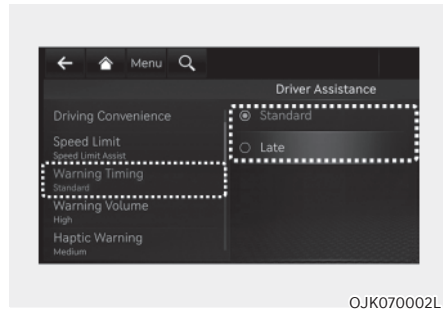 Menu
Driver Assistance
Driving Convenience
Speed Limit
Speed Limit Assist
Warning Timing
Standard
Warning Volume
High
Haptic Warning
Medium
Standard
Late
OJK070002L